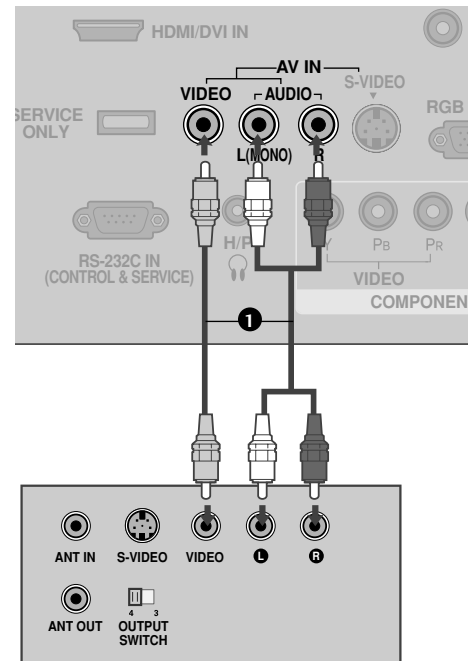 HDMI/DVI IN
AV IN
S-VIDEO
VIDEO
AUDIO
RGB
SERVICE
ONLY
L(MONO)
R
RS-232C IN
(CONTROL & SERVICE)
H/P
Y
PB
PR
VIDEO
COMPONEN
1
ANT IN
S-VIDEO
VIDEO
L
R
ANT OUT
4
3
OUTPUT
SWITCH